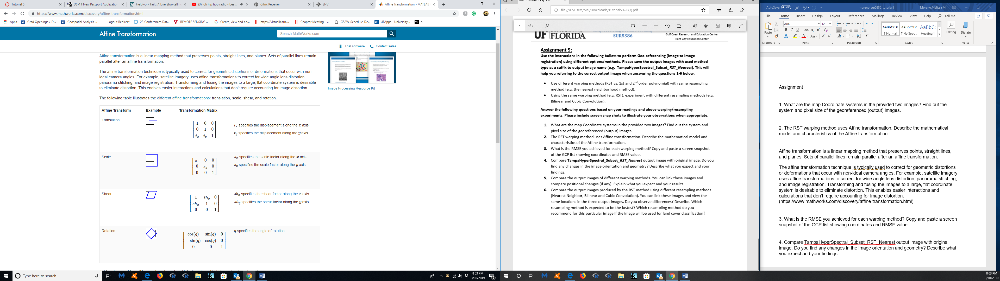 Tutorial 5
DS-11 New Passport Application
Fieldwork Fails: A Live Storytellin
(3) lofi hip hop radio - beats
Citrix Receiver
ENVI
Affine Transformation - MATLAB
https://www.mathworks.com/discovery/affine-transformation.html
Apps
Grad Openings » D...
Geospatial Analysis ...
Logout Redirect
23 Conferences Dat...
REMOTE SENSING ...
Create, view and ed...
https://virtuallearn....
Chapter Meeting – ...
GSAW-Schedule-De...
UFApps - University...
a
Affine Transformation
Search MathWorks.com
Trial software
Contact sales
Affine transformation is a linear mapping method that preserves points, straight lines, and planes. Sets of parallel lines remain
parallel after an affine transformation.
The affine transformation technique is typically used to correct for geometric distortions or deformations that occur with non-
ideal camera angles. For example, satellite imagery uses affine transformations to correct for wide angle lens distortion,
panorama stitching, and image registration. Transforming and fusing the images to a large, flat coordinate system is desirable
to eliminate distortion. This enables easier interactions and calculations that don't require accounting for image distortion.
Image Processing Resource Kit
The following table illustrates the different affine transformations: translation, scale, shear, and rotation.
Affine Transform Example Transformation Matrix
Translation
1 0 0
0 1 0
tx ty 1
tx specifies the displacement along the x axis
ty specifies the displacement along the y axis.
Scale
sx 0 0
0 sy 0
0 0 1
sx specifies the scale factor along the x axis
sy specifies the scale factor along the y axis.
Shear
1 shy 0
shx 1 0
0 0 1
shx specifies the shear factor along the x axis
shy specifies the shear factor along the y axis.
Rotation
cos(q) sin(q) 0
− sin(q) cos(q) 0
0 0 1
q specifies the angle of rotation.
Type here to search
8:03 PM
3/10/2019
Tutorial5 (3).pdf
file:///C:/Users/Mel/Downloads/Tutorial5%20(3).pdf
7 of 7
UF FLORIDA
SUR5386
Gulf Coast Research and Education Center
Plant City Education Center
Assignment 5:
Use the instructions in the following bullets to perform Geo-referencing (Image to Image
registration) using different options/methods. Please save the output images with used method
type as a suffix to output image name (e.g. TampaHyperSpectral_Subset_RST_Nearest). This will
help you referring to the correct output image when answering the questions 1-6 below.
• Use different warping methods (RST vs. 1st and 2nd order polynomial) with same resampling
method (e.g. the nearest neighborhood method).
• Using the same warping method (e.g. RST), experiment with different resampling methods (e.g.
Bilinear and Cubic Convolution).
Answer the following questions based on your readings and above warping/resampling
experiments. Please include screen snap shots to illustrate your observations when appropriate.
1. What are the map Coordinate systems in the provided two images? Find out the system and
pixel size of the georeferenced (output) images.
2. The RST warping method uses Affine transformation. Describe the mathematical model and
characteristics of the Affine transformation.
3. What is the RMSE you achieved for each warping method? Copy and paste a screen snapshot
of the GCP list showing coordinates and RMSE value.
4. Compare TampaHyperSpectral_Subset_RST_Nearest output image with original image. Do you
find any changes in the image orientation and geometry? Describe what you expect and your
findings.
5. Compare the output images of different warping methods. You can link these images and
compare positional changes (if any). Explain what you expect and your results.
6. Compare the output images produced by the RST method using different resampling methods
(Nearest Neighbor, Bilinear and Cubic Convolution). You can link these images and view the
same locations in the three output images. Do you observe differences? Describe. Which
resampling method is expected to be the fastest? Which resampling method do you
recommend for this particular image if the image will be used for land cover classification?
AutoSave Off
moreno_sur5386_tutorial5
Moreno,Melissa M
File Home Insert Design Layout References Mailings Review View Help Tell me
Paste
Arial 12
AaBbCcDc AaBbCcDc AaBbC
¶ Normal ¶ No Spac... Heading 1
Editing
Dictate
Clipboard Font Paragraph Styles Voice
Assignment
1. What are the map Coordinate systems in the provided two images? Find out the
system and pixel size of the georeferenced (output) images.
2. The RST warping method uses Affine transformation. Describe the mathematical
model and characteristics of the Affine transformation.
Affine transformation is a linear mapping method that preserves points, straight lines,
and planes. Sets of parallel lines remain parallel after an affine transformation.
The affine transformation technique is typically used to correct for geometric distortions
or deformations that occur with non-ideal camera angles. For example, satellite imagery
uses affine transformations to correct for wide angle lens distortion, panorama stitching,
and image registration. Transforming and fusing the images to a large, flat coordinate
system is desirable to eliminate distortion. This enables easier interactions and
calculations that don't require accounting for image distortion.
(https://www.mathworks.com/discovery/affine-transformation.html)
3. What is the RMSE you achieved for each warping method? Copy and paste a screen
snapshot of the GCP list showing coordinates and RMSE value.
4. Compare TampaHyperSpectral_Subset_RST_Nearest output image with original
image. Do you find any changes in the image orientation and geometry? Describe what
you expect and your findings.
8:03 PM
3/10/2019